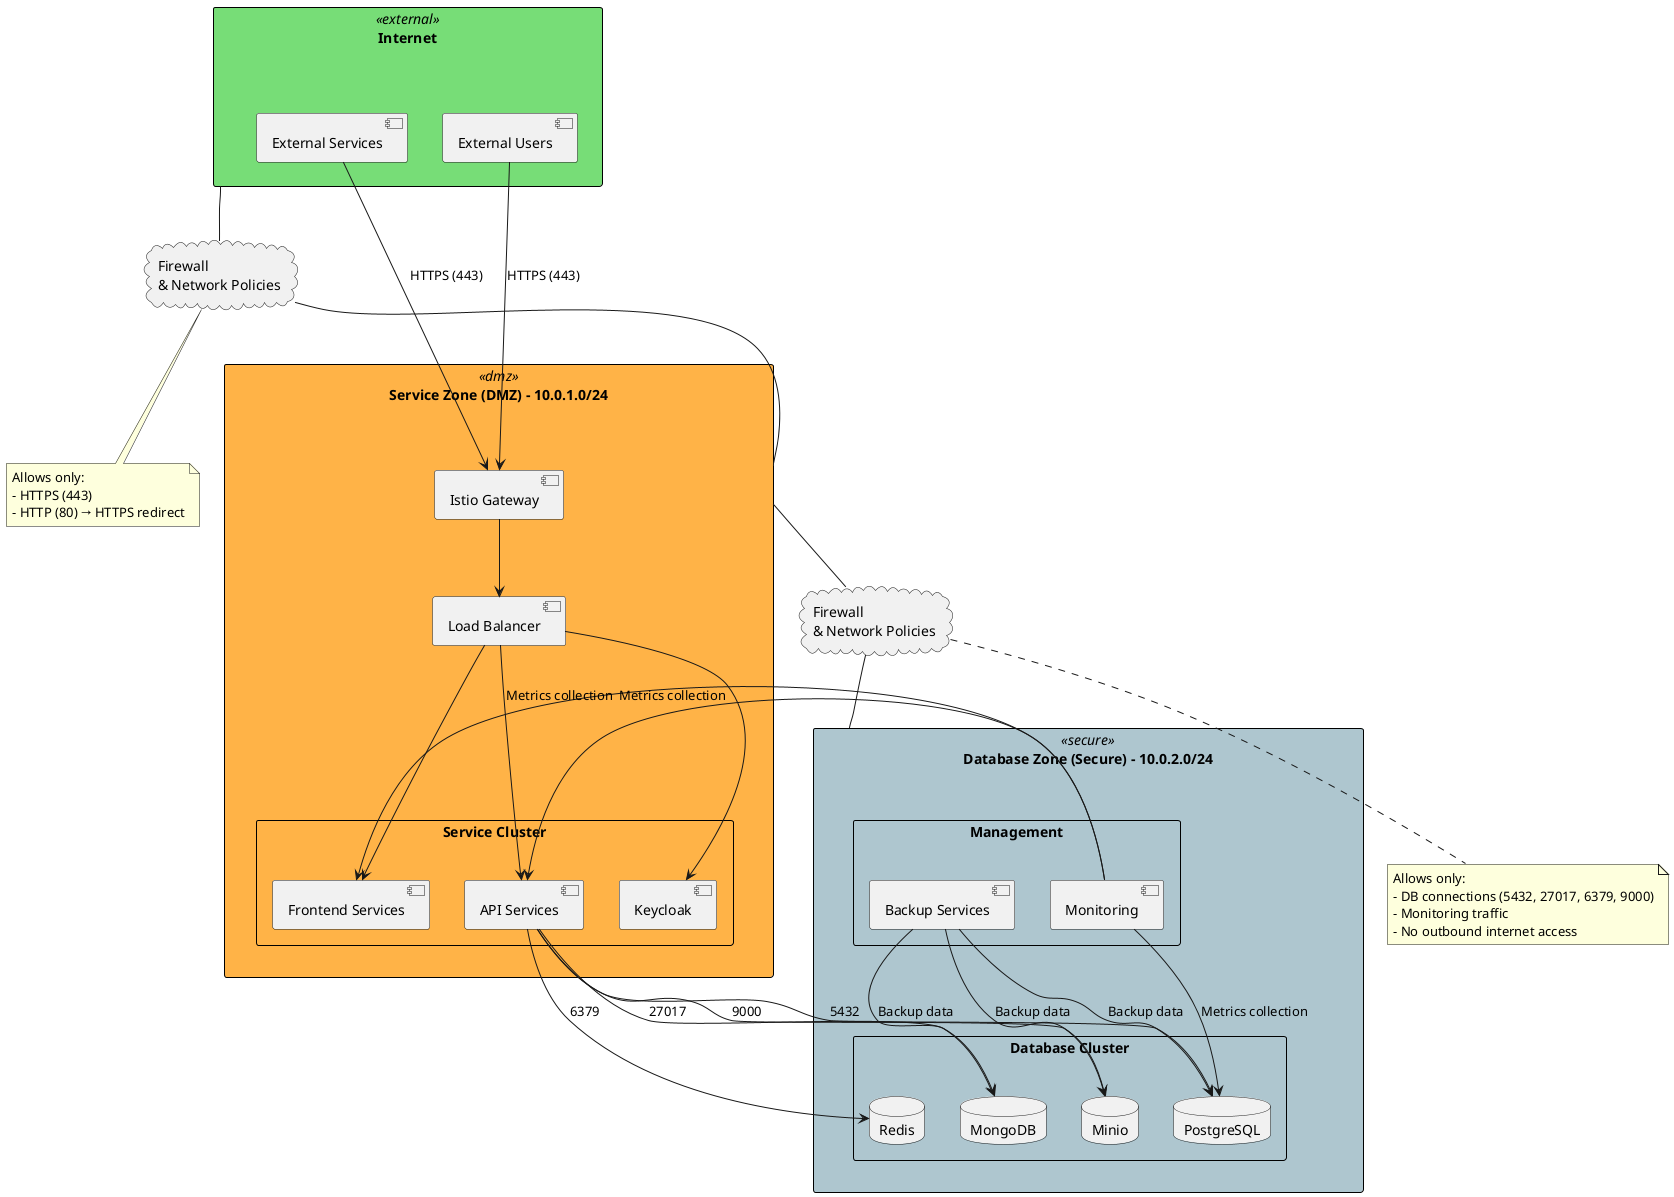 «external»
Internet
External Services
External Users
Firewall
& Network Policies
HTTPS (443)
HTTPS (443)
«dmz»
Service Zone (DMZ) - 10.0.1.0/24
Allows only:
- HTTPS (443)
- HTTP (80) → HTTPS redirect
Istio Gateway
Load Balancer
Firewall
& Network Policies
Metrics collection
Metrics collection
«secure»
Database Zone (Secure) - 10.0.2.0/24
Service Cluster
Frontend Services
API Services
Keycloak
Management
Backup Services
Monitoring
Allows only:
- DB connections (5432, 27017, 6379, 9000)
- Monitoring traffic
- No outbound internet access
6379
27017
9000
5432
Backup data
Backup data
Backup data
Metrics collection
Database Cluster
Redis
MongoDB
Minio
PostgreSQL